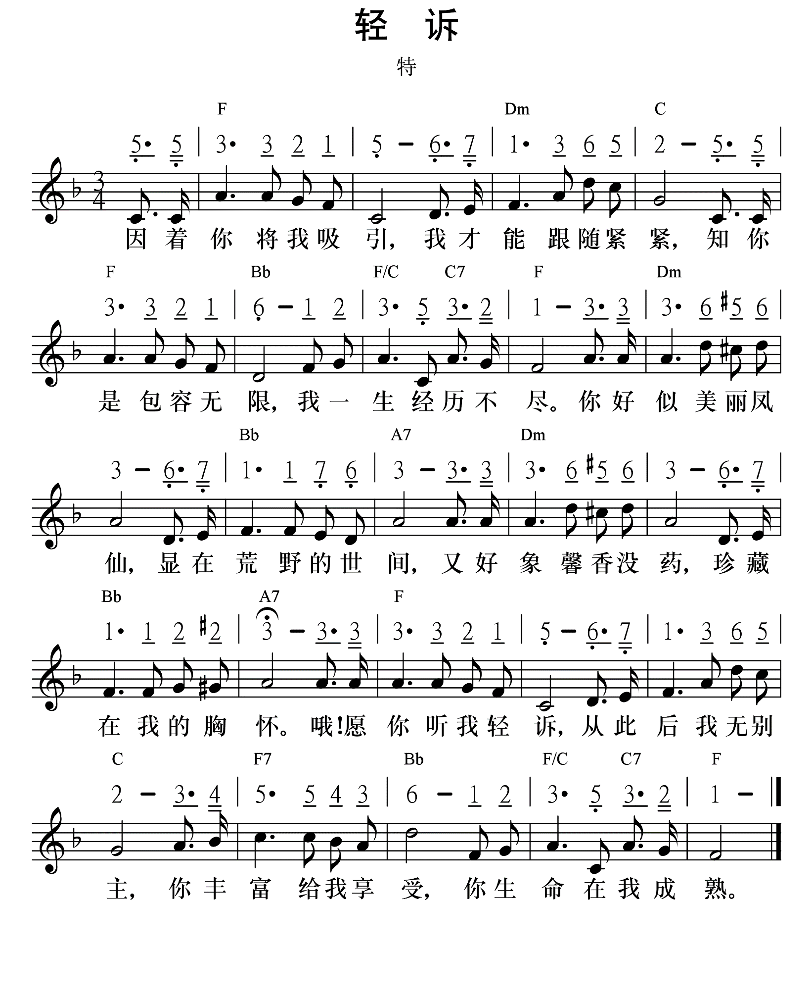 轻 诉
特
F Dm C
5• 5 | 3• 3 2 1 | 5 – 6• 7 | 1• 3 6 5 | 2 – 5• 5 |
3 4
因着你将我吸引，我才能跟随紧紧，知你
F Bb F/C C7 F Dm
3• 3 2 1 | 6 – 1 2 | 3• 5 3• 2 | 1 – 3• 3 | 3• 6 #5 6 |
是包容无限，我一生经历不尽。你好似美丽凤
Bb A7 Dm
3 – 6• 7 | 1• 1 7 6 | 3 – 3• 3 | 3• 6 #5 6 | 3 – 6• 7 |
仙，显在荒野的世间，又好象馨香没药，珍藏
Bb A7 F
1• 1 2 #2 | 3 – 3• 3 | 3• 3 2 1 | 5 – 6• 7 | 1• 3 6 5 |
在我的胸怀。哦！愿你听我轻诉，从此后我无别
C F7 Bb F/C C7 F
2 – 3• 4 | 5• 5 4 3 | 6 – 1 2 | 3• 5 3• 2 | 1 – |
主，你丰富给我享受，你生命在我成熟。